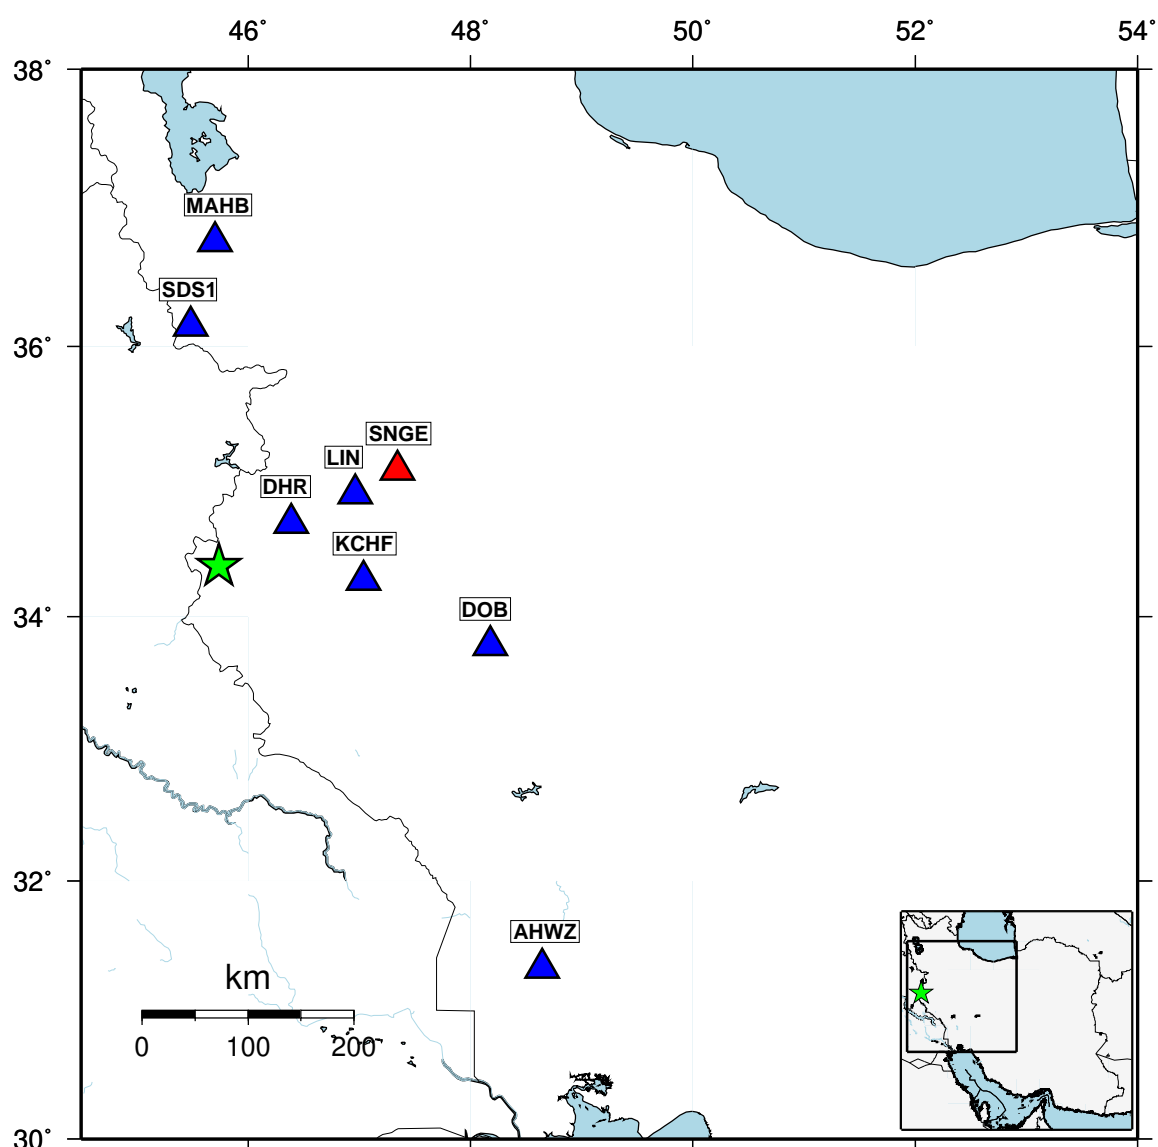 46˚ 48˚ 50˚ 52˚ 54˚
38˚
MAHB
SDS1
36˚
SNGE
LIN
DHR
KCHF
DOB
34˚
32˚
AHWZ
km
0 100 200
30˚